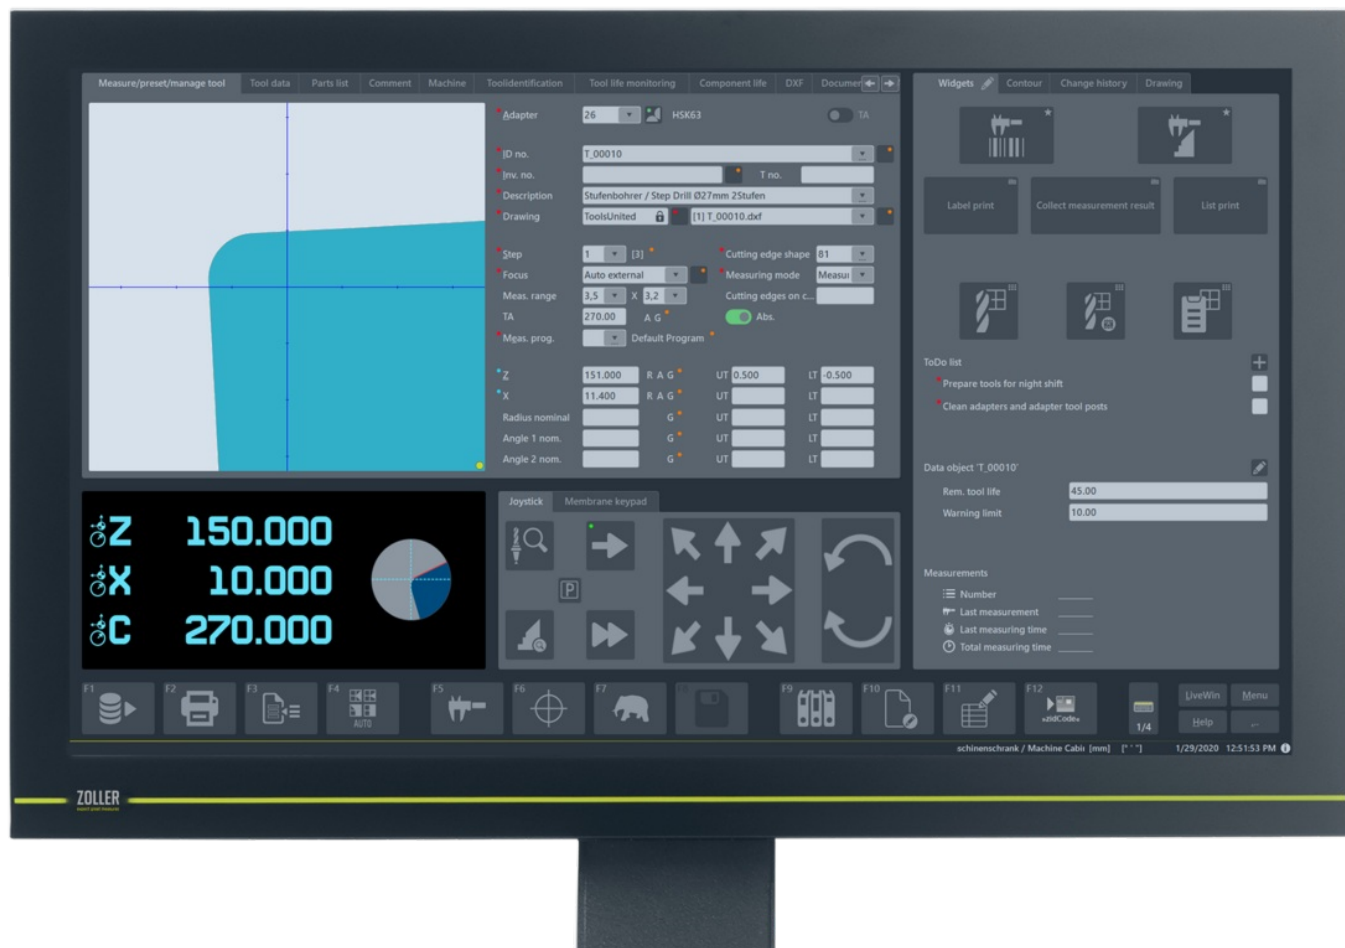 Measure/preset/manage tool Tool data Parts list Comment Machine Toolidentification Tool life monitoring Component life DXF Documen
Adapter 26 HSK63 TA
ID no. T_00010
Inv. no. T no.
Description Stufenbohrer / Step Drill Ø27mm 2Stufen
Drawing ToolsUnited [1] T_00010.dxf
Step 1 [3] Cutting edge shape 81
Focus Auto external Measuring mode Measur
Meas. range 3,5 X 3,2 Cutting edges on c...
TA 270.00 A G Abs.
Meas. prog. Default Program
Z 151.000 R A G UT 0.500 LT -0.500
X 11.400 R A G UT LT
Radius nominal G UT LT
Angle 1 nom. G UT LT
Angle 2 nom. G UT LT
Z 150.000
X 10.000
C 270.000
Joystick Membrane keypad
P
Widgets Contour Change history Drawing
Label print Collect measurement result List print
ToDo list
Prepare tools for night shift
Clean adapters and adapter tool posts
Data object 'T_00010'
Rem. tool life 45.00
Warning limit 10.00
Measurements
Number
Last measurement
Last measuring time
Total measuring time
F1 F2 F3 F4 F5 F6 F7 F8 F9 F10 F11 F12 LiveWin Menu
AUTO «zidCode» 1/4 Help
schinenschrank / Machine Cabi [mm] [° ' "] 1/29/2020 12:51:53 PM
ZOLLER